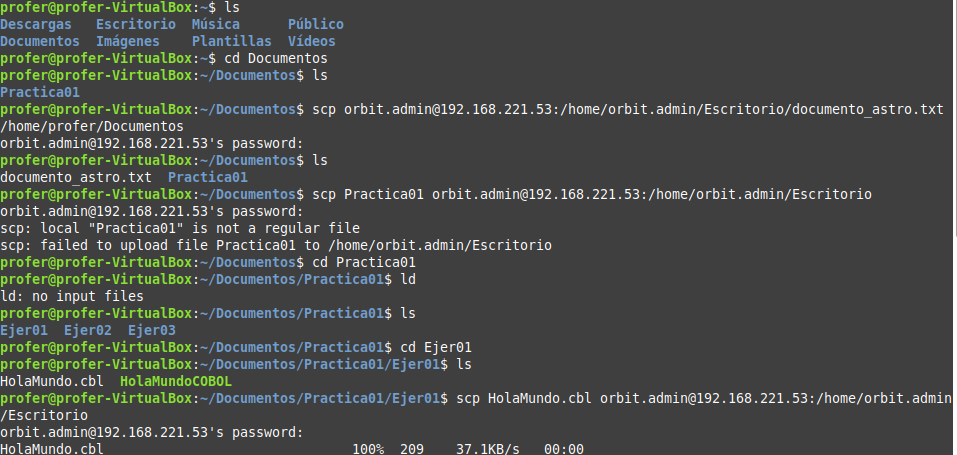 profer@profer-VirtualBox:~$ ls
Descargas   Escritorio  Música      Público
Documentos  Imágenes    Plantillas  Vídeos
profer@profer-VirtualBox:~$ cd Documentos
profer@profer-VirtualBox:~/Documentos$ ls
Practica01
profer@profer-VirtualBox:~/Documentos$ scp orbit.admin@192.168.221.53:/home/orbit.admin/Escritorio/documento_astro.txt
/home/profer/Documentos
orbit.admin@192.168.221.53's password:
profer@profer-VirtualBox:~/Documentos$ ls
documento_astro.txt  Practica01
profer@profer-VirtualBox:~/Documentos$ scp Practica01 orbit.admin@192.168.221.53:/home/orbit.admin/Escritorio
orbit.admin@192.168.221.53's password:
scp: local "Practica01" is not a regular file
scp: failed to upload file Practica01 to /home/orbit.admin/Escritorio
profer@profer-VirtualBox:~/Documentos$ cd Practica01
profer@profer-VirtualBox:~/Documentos/Practica01$ ld
ld: no input files
profer@profer-VirtualBox:~/Documentos/Practica01$ ls
Ejer01  Ejer02  Ejer03
profer@profer-VirtualBox:~/Documentos/Practica01$ cd Ejer01
profer@profer-VirtualBox:~/Documentos/Practica01/Ejer01$ ls
HolaMundo.cbl  HolaMundoCOBOL
profer@profer-VirtualBox:~/Documentos/Practica01/Ejer01$ scp HolaMundo.cbl orbit.admin@192.168.221.53:/home/orbit.admin
/Escritorio
orbit.admin@192.168.221.53's password:
HolaMundo.cbl                               100%  209    37.1KB/s   00:00